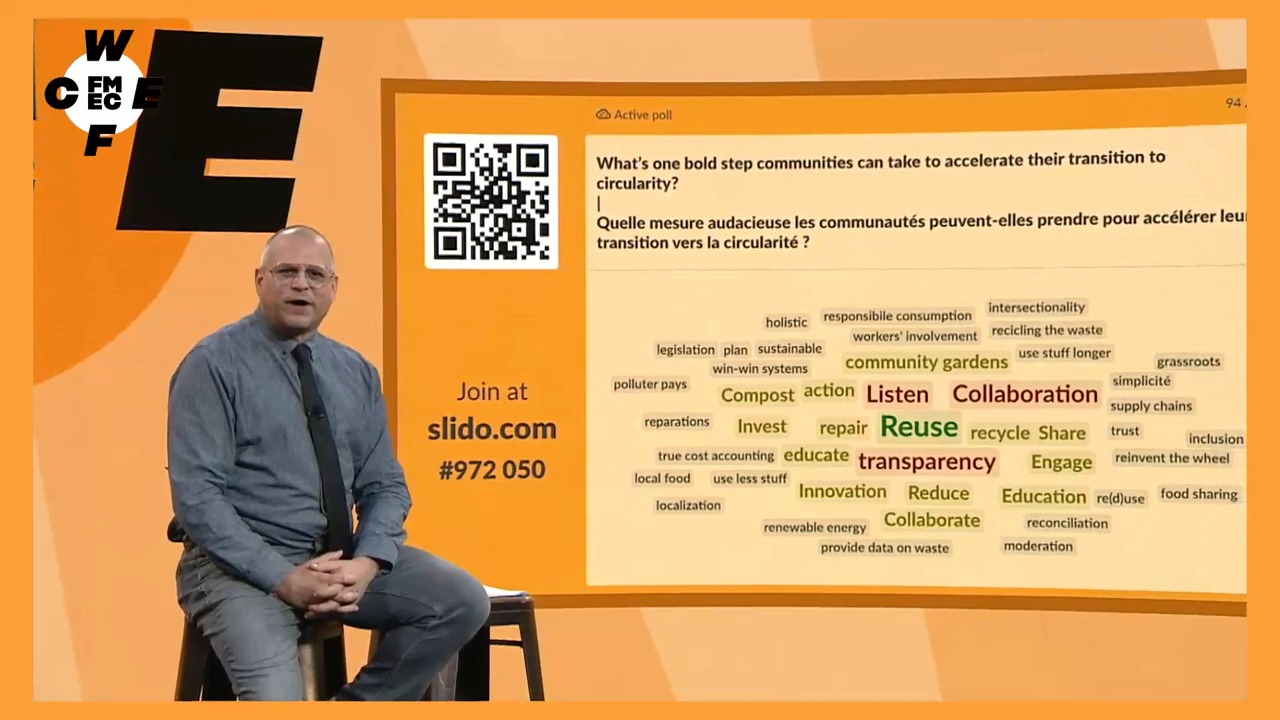 W
C FM E
EC
F
E
Active poll
94
What's one bold step communities can take to accelerate their transition to
circularity?
|
Quelle mesure audacieuse les communautés peuvent-elles prendre pour accélérer leu
transition vers la circularité ?
Join at
slido.com
#972 050
intersectionality
holistic responsibile consumption
workers' involvement recicling the waste
legislation plan sustainable
win-win systems community gardens use stuff longer grassroots
polluter pays Compost action Listen Collaboration simplicité
supply chains
reparations Invest repair Reuse recycle Share trust inclusion
true cost accounting educate transparency Engage reinvent the wheel
local food use less stuff Innovation Reduce Education re(d)use food sharing
localization
renewable energy Collaborate reconciliation
provide data on waste moderation